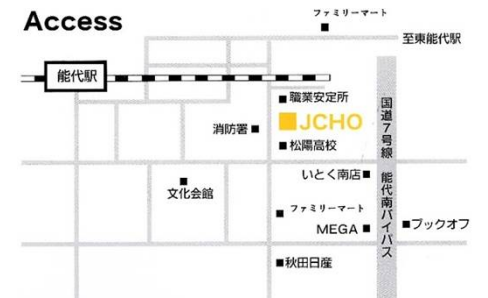 Access
ファミリーマート
至東能代駅
能代駅
職業安定所
JCHO
消防署
松陽高校
国道7号線 能代南バイパス
いとく南店
文化会館
ファミリーマート
MEGA
ブックオフ
秋田日産